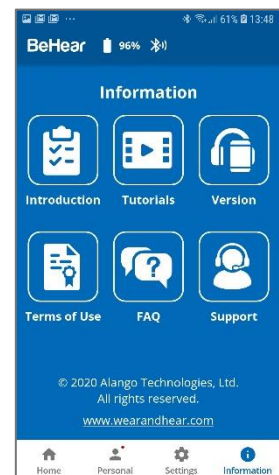 61% 13:48
BeHear 96%
Information
Introduction Tutorials Version
Terms of Use FAQ Support
© 2020 Alango Technologies, Ltd.
All rights reserved.
www.wearandhear.com
Home Personal Settings Information